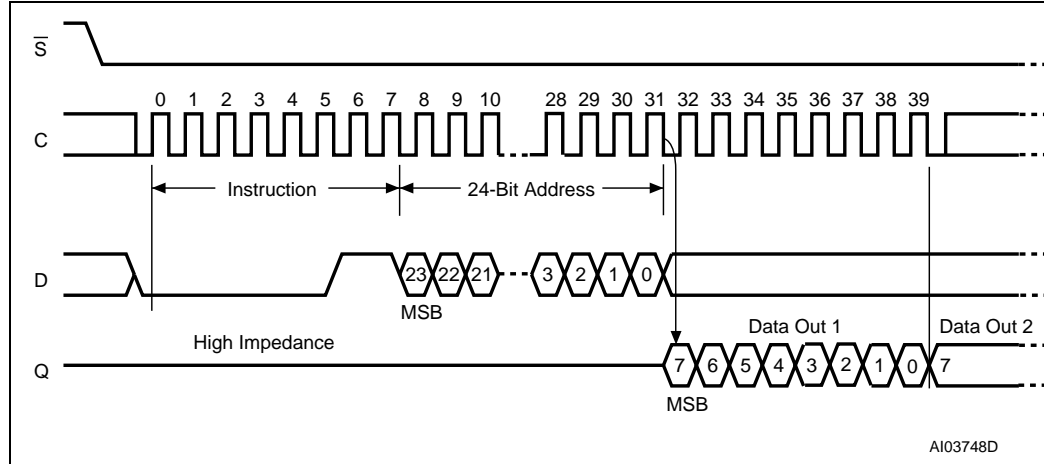 S
0 1 2 3 4 5 6 7 8 9 10 28 29 30 31 32 33 34 35 36 37 38 39
C
Instruction 24-Bit Address
D 23 22 21 3 2 1 0
MSB
High Impedance Data Out 1 Data Out 2
Q 7 6 5 4 3 2 1 0 7
MSB
AI03748D